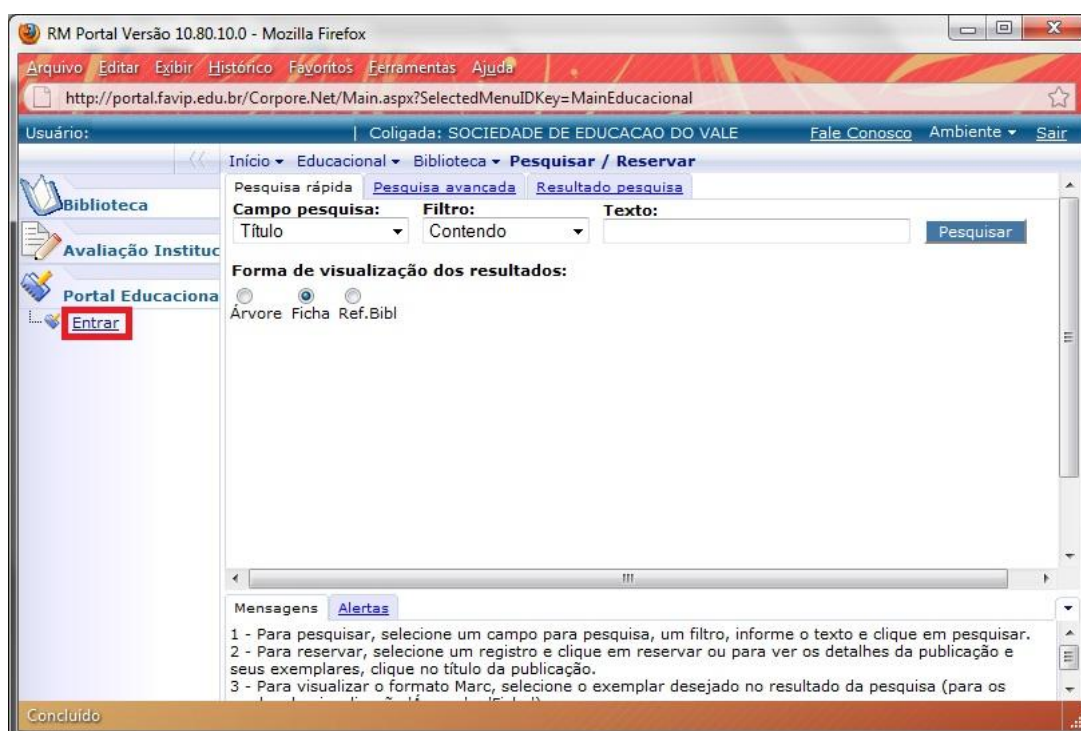 RM Portal Versão 10.80.10.0 - Mozilla Firefox
Arquivo Editar Exibir Histórico Favoritos Ferramentas Ajuda
http://portal.favip.edu.br/Corpore.Net/Main.aspx?SelectedMenuIDKey=MainEducacional
Usuário: | Coligada: SOCIEDADE DE EDUCACAO DO VALE Fale Conosco Ambiente Sair
Início Educacional Biblioteca Pesquisar / Reservar
Biblioteca
Avaliação Instituc
Portal Educaciona
Entrar
Pesquisa rápida Pesquisa avancada Resultado pesquisa
Campo pesquisa: Filtro: Texto:
Título Contendo Pesquisar
Forma de visualização dos resultados:
Árvore Ficha Ref.Bibl
Mensagens Alertas
1 - Para pesquisar, selecione um campo para pesquisa, um filtro, informe o texto e clique em pesquisar.
2 - Para reservar, selecione um registro e clique em reservar ou para ver os detalhes da publicação e
seus exemplares, clique no título da publicação.
3 - Para visualizar o formato Marc, selecione o exemplar desejado no resultado da pesquisa (para os
Concluído